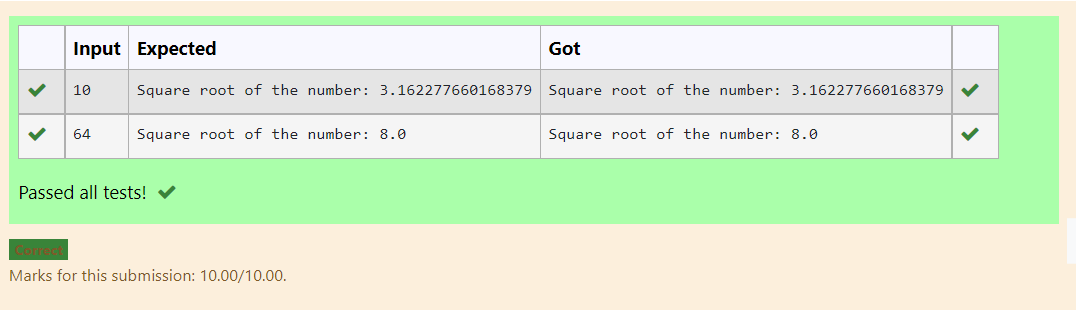 Input Expected Got
10 Square root of the number: 3.162277660168379 Square root of the number: 3.162277660168379
64 Square root of the number: 8.0 Square root of the number: 8.0
Passed all tests!
Correct
Marks for this submission: 10.00/10.00.